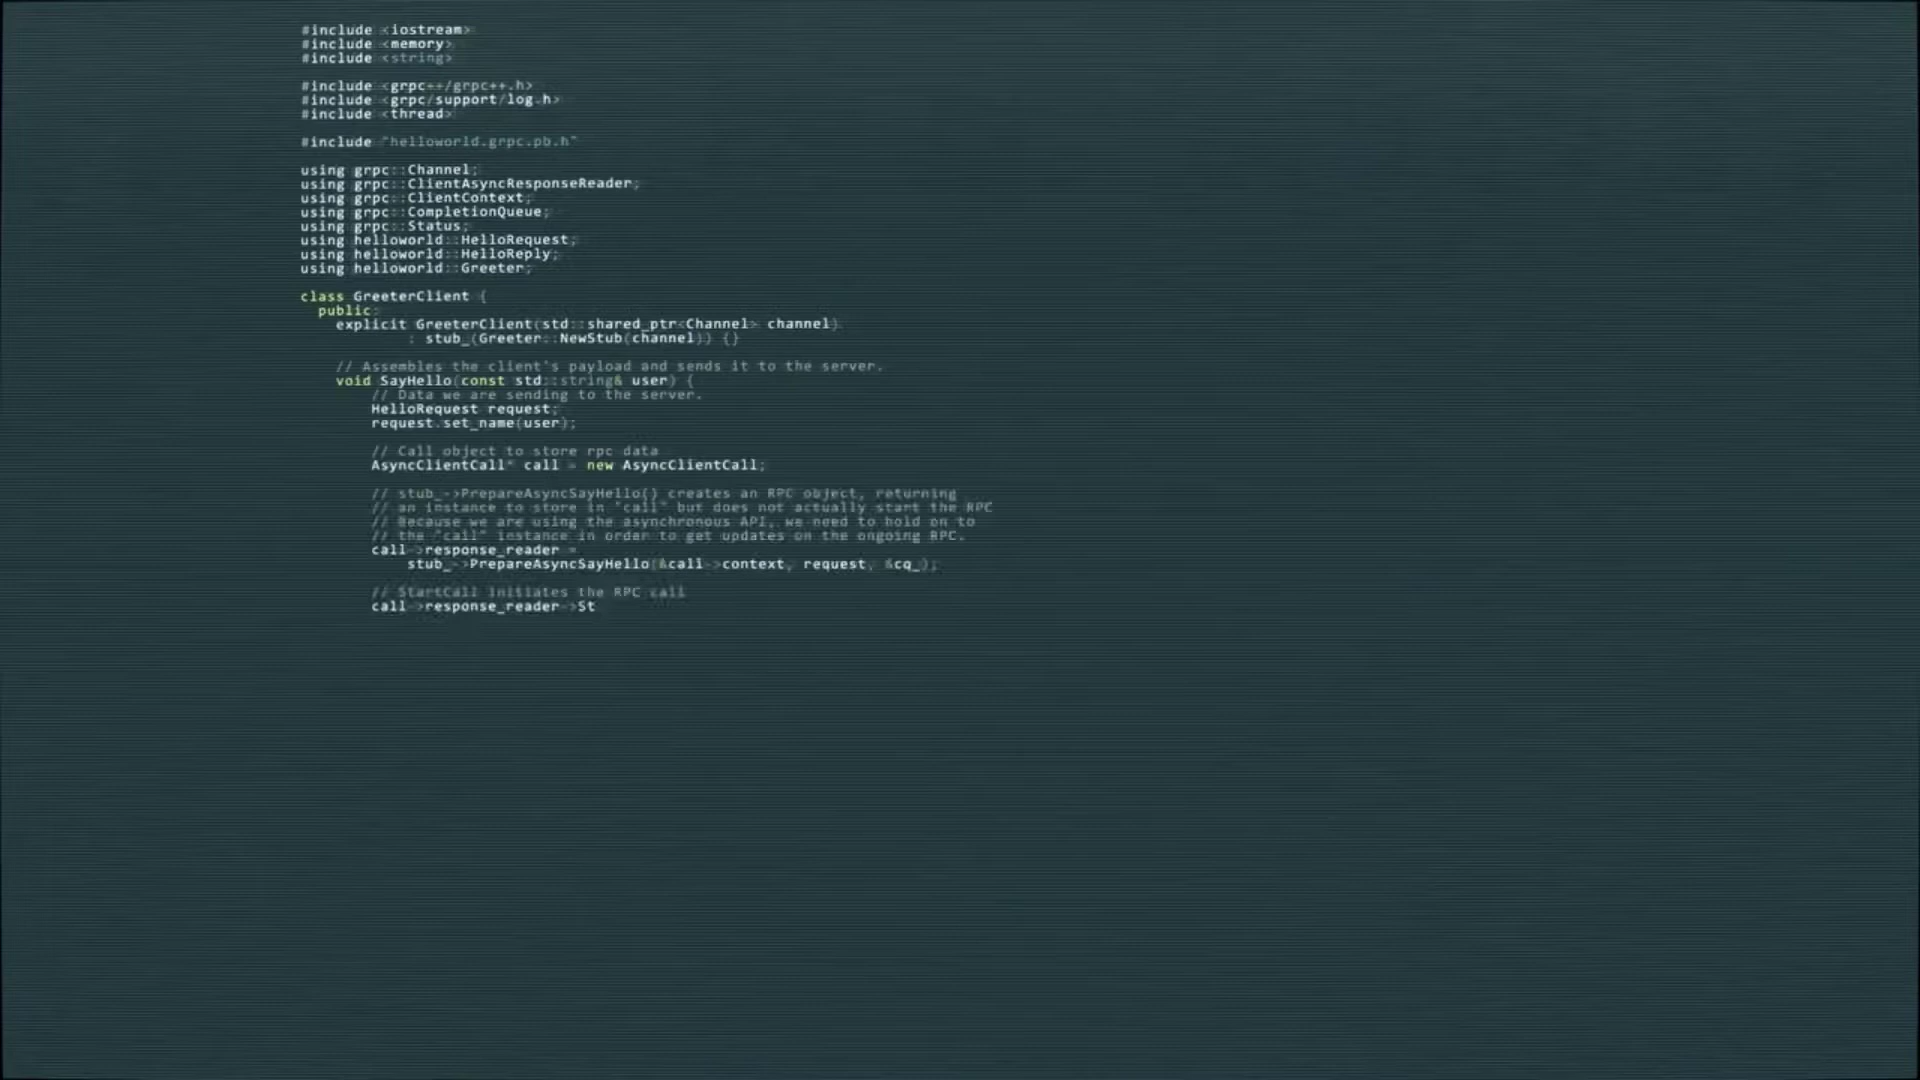 #include <iostream>
#include <memory>
#include <string>
#include <grpc++/grpc++.h>
#include <grpc/support/log.h>
#include <thread>
#include "helloworld.grpc.pb.h"
using grpc::Channel;
using grpc::ClientAsyncResponseReader;
using grpc::ClientContext;
using grpc::CompletionQueue;
using grpc::Status;
using helloworld::HelloRequest;
using helloworld::HelloReply;
using helloworld::Greeter;
class GreeterClient {
public:
explicit GreeterClient(std::shared_ptr<Channel> channel)
: stub_(Greeter::NewStub(channel)) {}
// Assembles the client's payload and sends it to the server.
void SayHello(const std::string& user) {
// Data we are sending to the server.
HelloRequest request;
request.set_name(user);
// Call object to store rpc data
AsyncClientCall* call = new AsyncClientCall;
// stub_->PrepareAsyncSayHello() creates an RPC object, returning
// an instance to store in "call" but does not actually start the RPC
// Because we are using the asynchronous API, we need to hold on to
// the "call" instance in order to get updates on the ongoing RPC.
call->response_reader =
stub_->PrepareAsyncSayHello(&call->context, request, &cq_);
// StartCall initiates the RPC call
call->response_reader->St